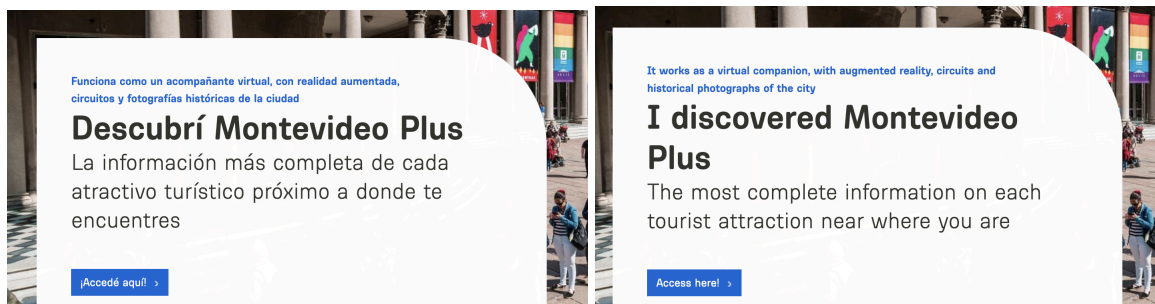 Funciona como un acompañante virtual, con realidad aumentada,
circuitos y fotografías históricas de la ciudad
Descubrí Montevideo Plus
La información más completa de cada
atractivo turístico próximo a donde te
encuentres
¡Accedé aquí! ›
It works as a virtual companion, with augmented reality, circuits and
historical photographs of the city
I discovered Montevideo
Plus
The most complete information on each
tourist attraction near where you are
Access here! ›